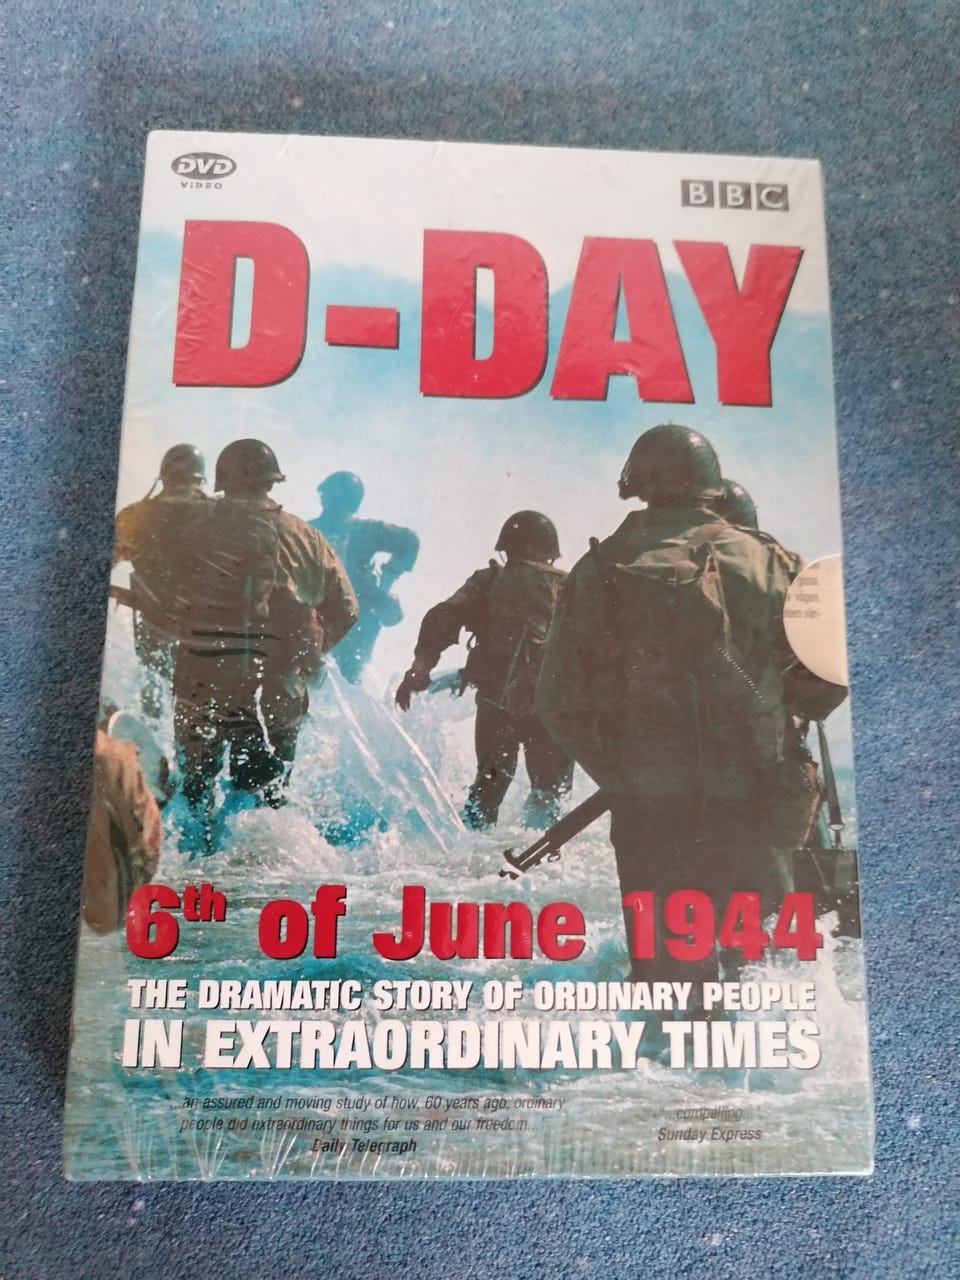 DVD
VIDEO
BBC
D-DAY
gissa,
vägen.
6th of June 1944
THE DRAMATIC STORY OF ORDINARY PEOPLE
IN EXTRAORDINARY TIMES
"...an assured and moving study of how, 60 years ago, ordinary
people did extraordinary things for us and our freedom..."
Daily Telegraph
"...compelling..."
Sunday Express